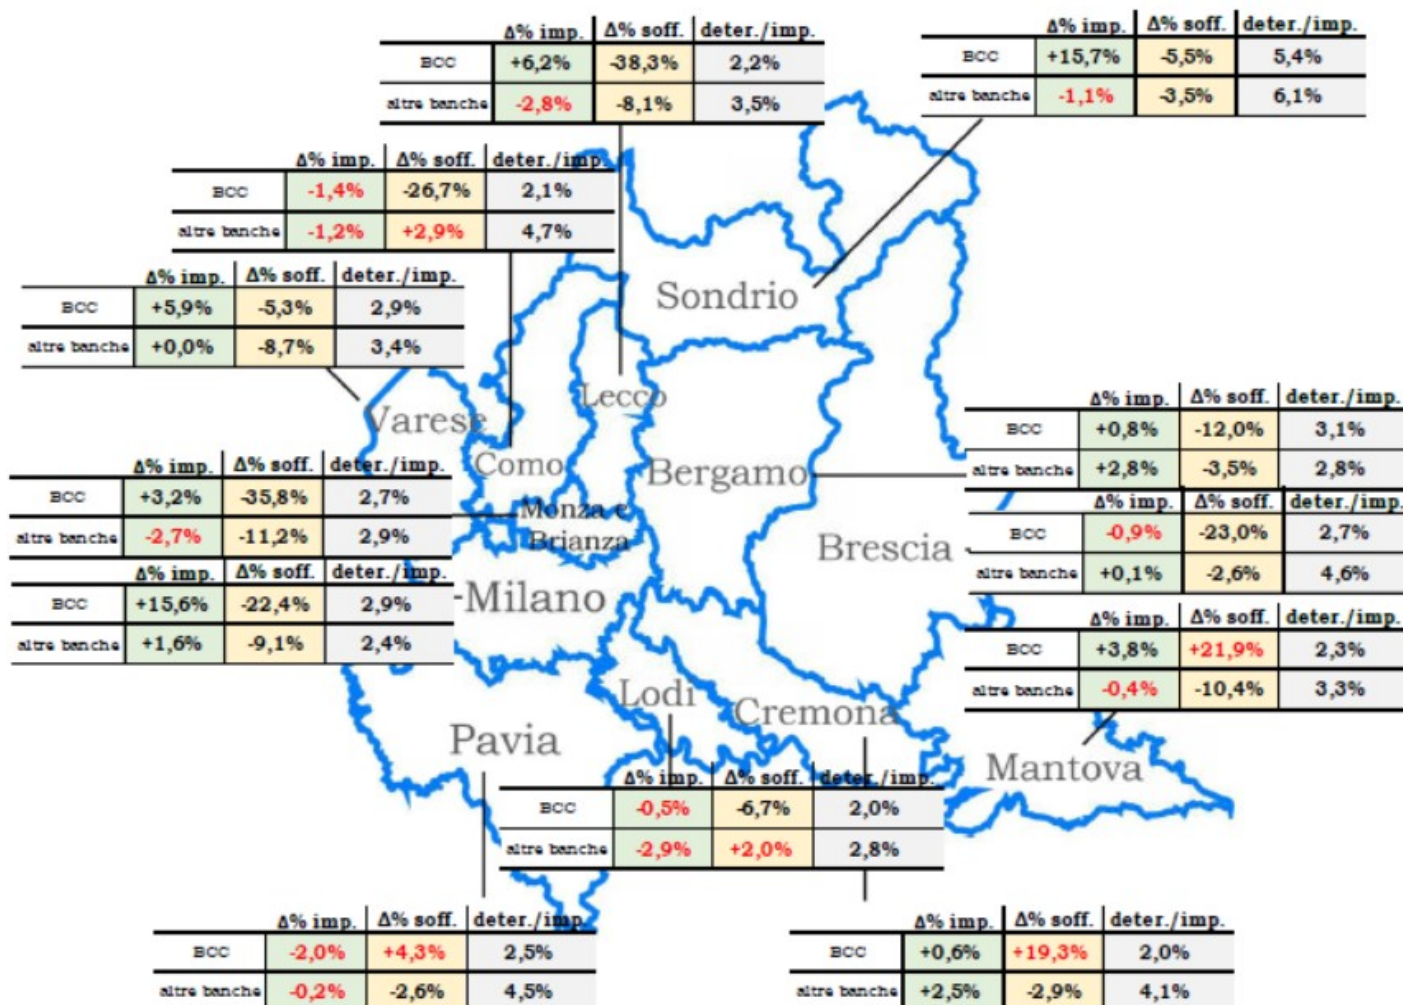 Δ% imp. Δ% soff. deter./imp.
BCC +6,2% -38,3% 2,2%
altre banche -2,8% -8,1% 3,5%
Δ% imp. Δ% soff. deter./imp.
BCC +15,7% -5,5% 5,4%
altre banche -1,1% -3,5% 6,1%
Δ% imp. Δ% soff. deter./imp.
BCC -1,4% -26,7% 2,1%
altre banche -1,2% +2,9% 4,7%
Δ% imp. Δ% soff. deter./imp.
BCC +5,9% -5,3% 2,9%
altre banche +0,0% -8,7% 3,4%
Sondrio
Lecco
Varese
Como
Bergamo
Δ% imp. Δ% soff. deter./imp.
BCC +0,8% -12,0% 3,1%
altre banche +2,8% -3,5% 2,8%
Δ% imp. Δ% soff. deter./imp.
BCC +3,2% -35,8% 2,7%
altre banche -2,7% -11,2% 2,9%
Monza e
Brianza
Brescia
Δ% imp. Δ% soff. deter./imp.
BCC -0,9% -23,0% 2,7%
altre banche +0,1% -2,6% 4,6%
Δ% imp. Δ% soff. deter./imp.
BCC +15,6% -22,4% 2,9%
altre banche +1,6% -9,1% 2,4%
Milano
Δ% imp. Δ% soff. deter./imp.
BCC +3,8% +21,9% 2,3%
altre banche -0,4% -10,4% 3,3%
Lodi
Cremona
Pavia
Mantova
Δ% imp. Δ% soff. deter./imp.
BCC -0,5% -6,7% 2,0%
altre banche -2,9% +2,0% 2,8%
Δ% imp. Δ% soff. deter./imp.
BCC -2,0% +4,3% 2,5%
altre banche -0,2% -2,6% 4,5%
Δ% imp. Δ% soff. deter./imp.
BCC +0,6% +19,3% 2,0%
altre banche +2,5% -2,9% 4,1%